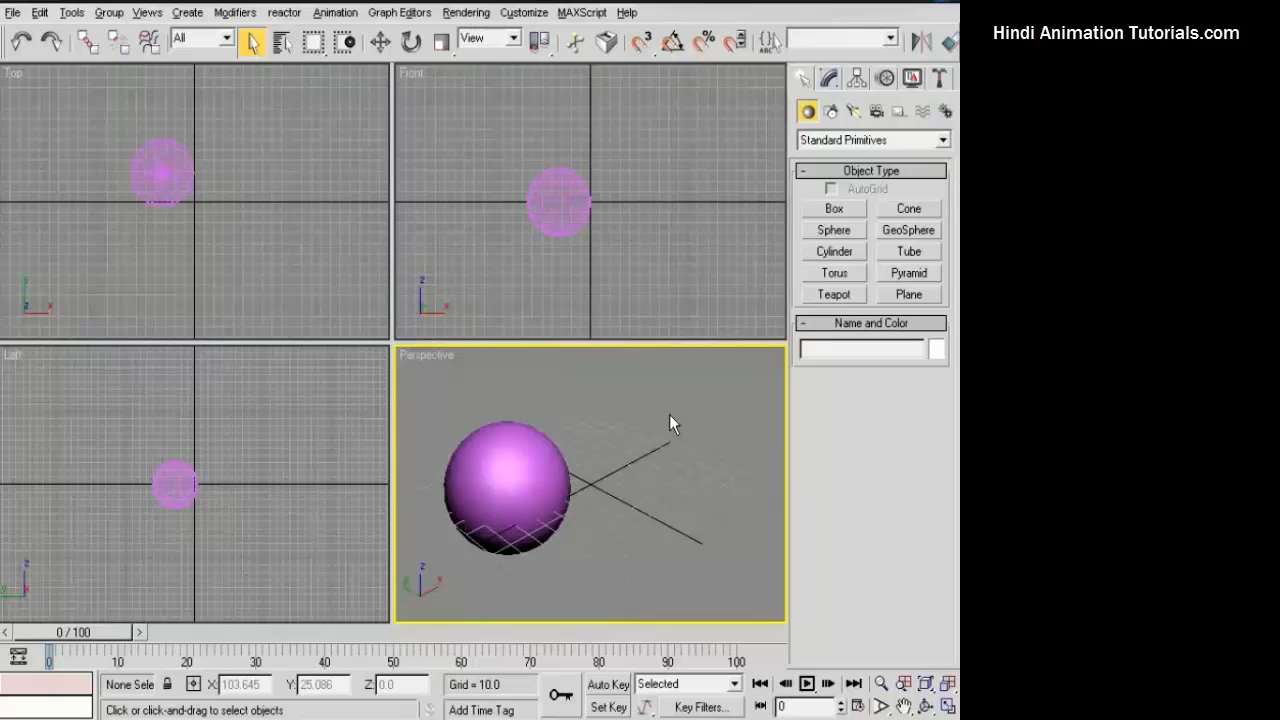 File Edit Tools Group Views Create Modifiers reactor Animation Graph Editors Rendering Customize MAXScript Help
Hindi Animation Tutorials.com
All
View
3
%
ABC
Top
Front
Standard Primitives
- Object Type
AutoGrid
Box Cone
Sphere GeoSphere
Cylinder Tube
Torus Pyramid
Teapot Plane
- Name and Color
y
z x
z
y x
Left
Perspective
z
y x
z
x
0 / 100
0 10 20 30 40 50 60 70 80 90 100
None Sele X: 103.645 Y: 25.086 Z: 0.0 Grid = 10.0 Auto Key Selected
Click or click-and-drag to select objects Add Time Tag Set Key Key Filters... 0